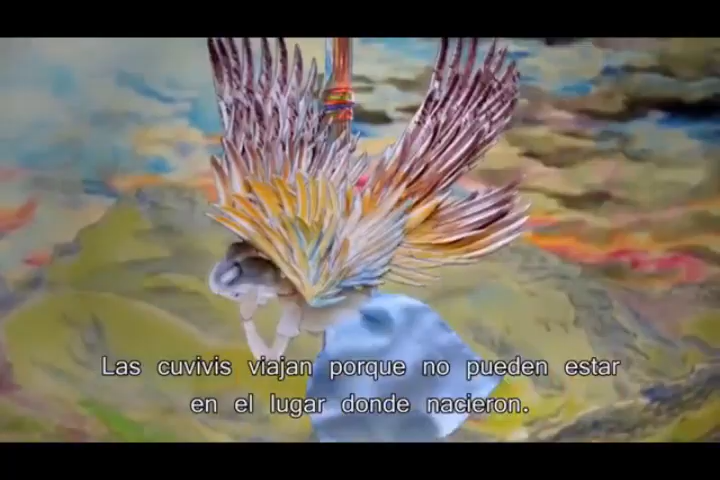 Las cuvivis viajan porque no pueden estar
en el lugar donde nacieron.